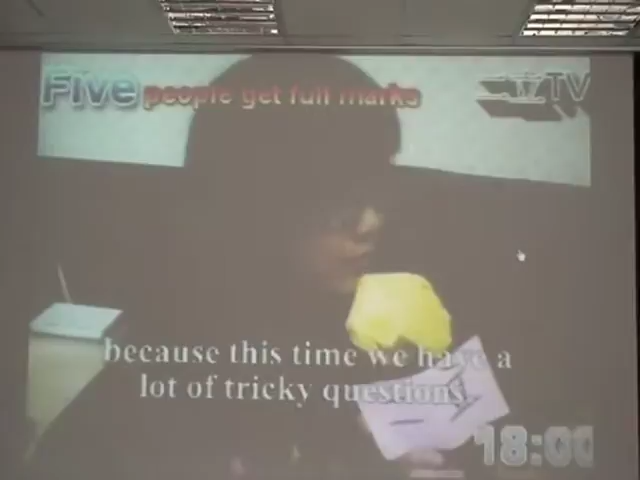 Five people get full marks
TV
because this time we have a
lot of tricky questions
18:00